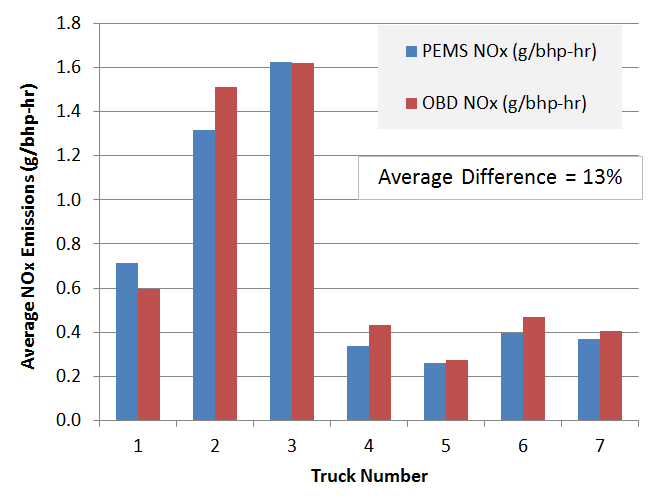 1.8
1.6
1.4
1.2
1.0
0.8
0.6
0.4
0.2
0.0
Average NOx Emissions (g/bhp-hr)
PEMS NOx (g/bhp-hr)
OBD NOx (g/bhp-hr)
Average Difference = 13%
1 2 3 4 5 6 7
Truck Number